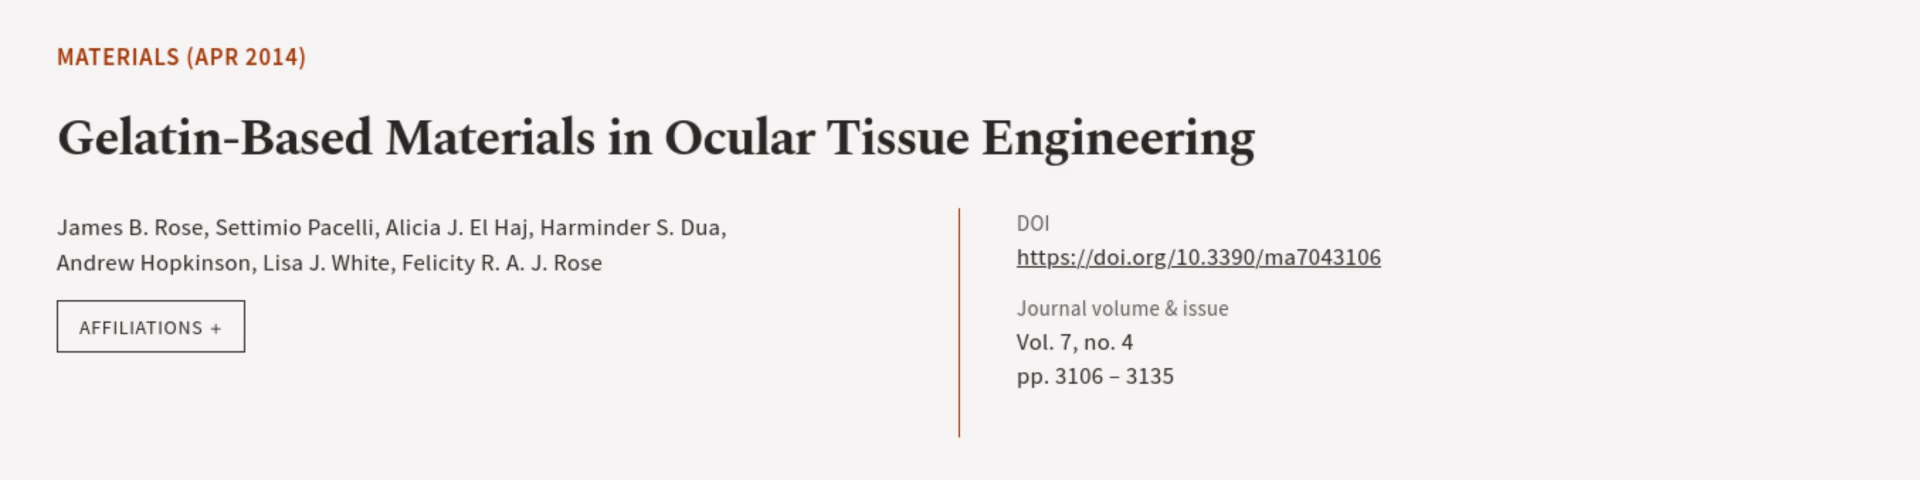 MATERIALS (APR 2014)
Gelatin-Based Materials in Ocular Tissue Engineering
James B. Rose, Settimio Pacelli, Alicia J. El Haj, Harminder S. Dua,
Andrew Hopkinson, Lisa J. White, Felicity R. A. J. Rose
AFFILIATIONS +
DOI
https://doi.org/10.3390/ma7043106
Journal volume & issue
Vol. 7, no. 4
pp. 3106 – 3135